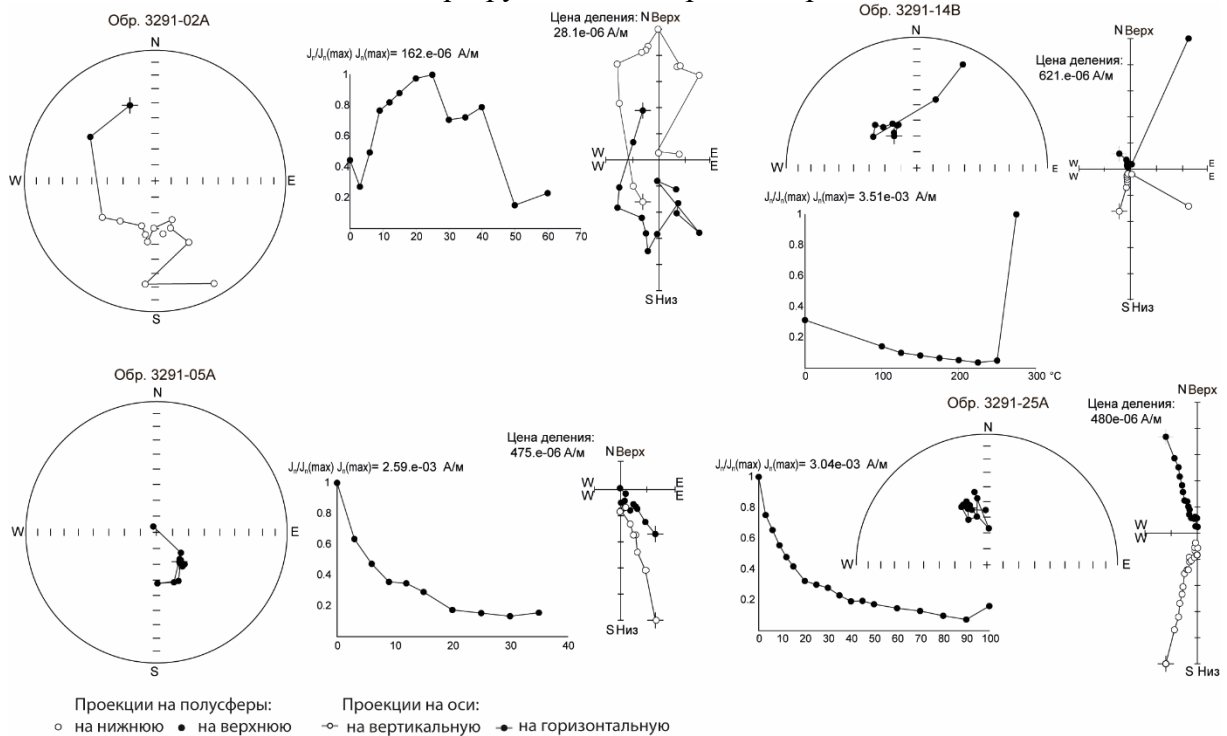 Обр. 3291-02A
N
W
E
S
Jₙ/Jₙ(max) Jₙ(max)= 162.e-06 А/м
1
0.8
0.6
0.4
0.2
0 10 20 30 40 50 60 70
Цена деления: N Верх
28.1e-06 А/м
W E
W E
S Низ
Обр. 3291-14B
N
W
E
Jₙ/Jₙ(max) Jₙ(max)= 3.51e-03 А/м
1
0.8
0.6
0.4
0.2
0 100 200 300 °C
N Верх
Цена деления:
621.e-06 А/м
W E
W E
S Низ
Обр. 3291-05A
N
W
E
S
Jₙ/Jₙ(max) Jₙ(max)= 2.59.e-03 А/м
1
0.8
0.6
0.4
0.2
0 10 20 30 40
Цена деления:
475.e-06 А/м
N Верх
W E
W E
S Низ
Обр. 3291-25A
N
W
E
Jₙ/Jₙ(max) Jₙ(max)= 3.04e-03 А/м
1
0.8
0.6
0.4
0.2
0 10 20 30 40 50 60 70 80 90 100
N Верх
Цена деления:
480e-06 А/м
W E
W E
S Низ
Проекции на полусферы: Проекции на оси:
на нижнюю на верхнюю на вертикальную на горизонтальную